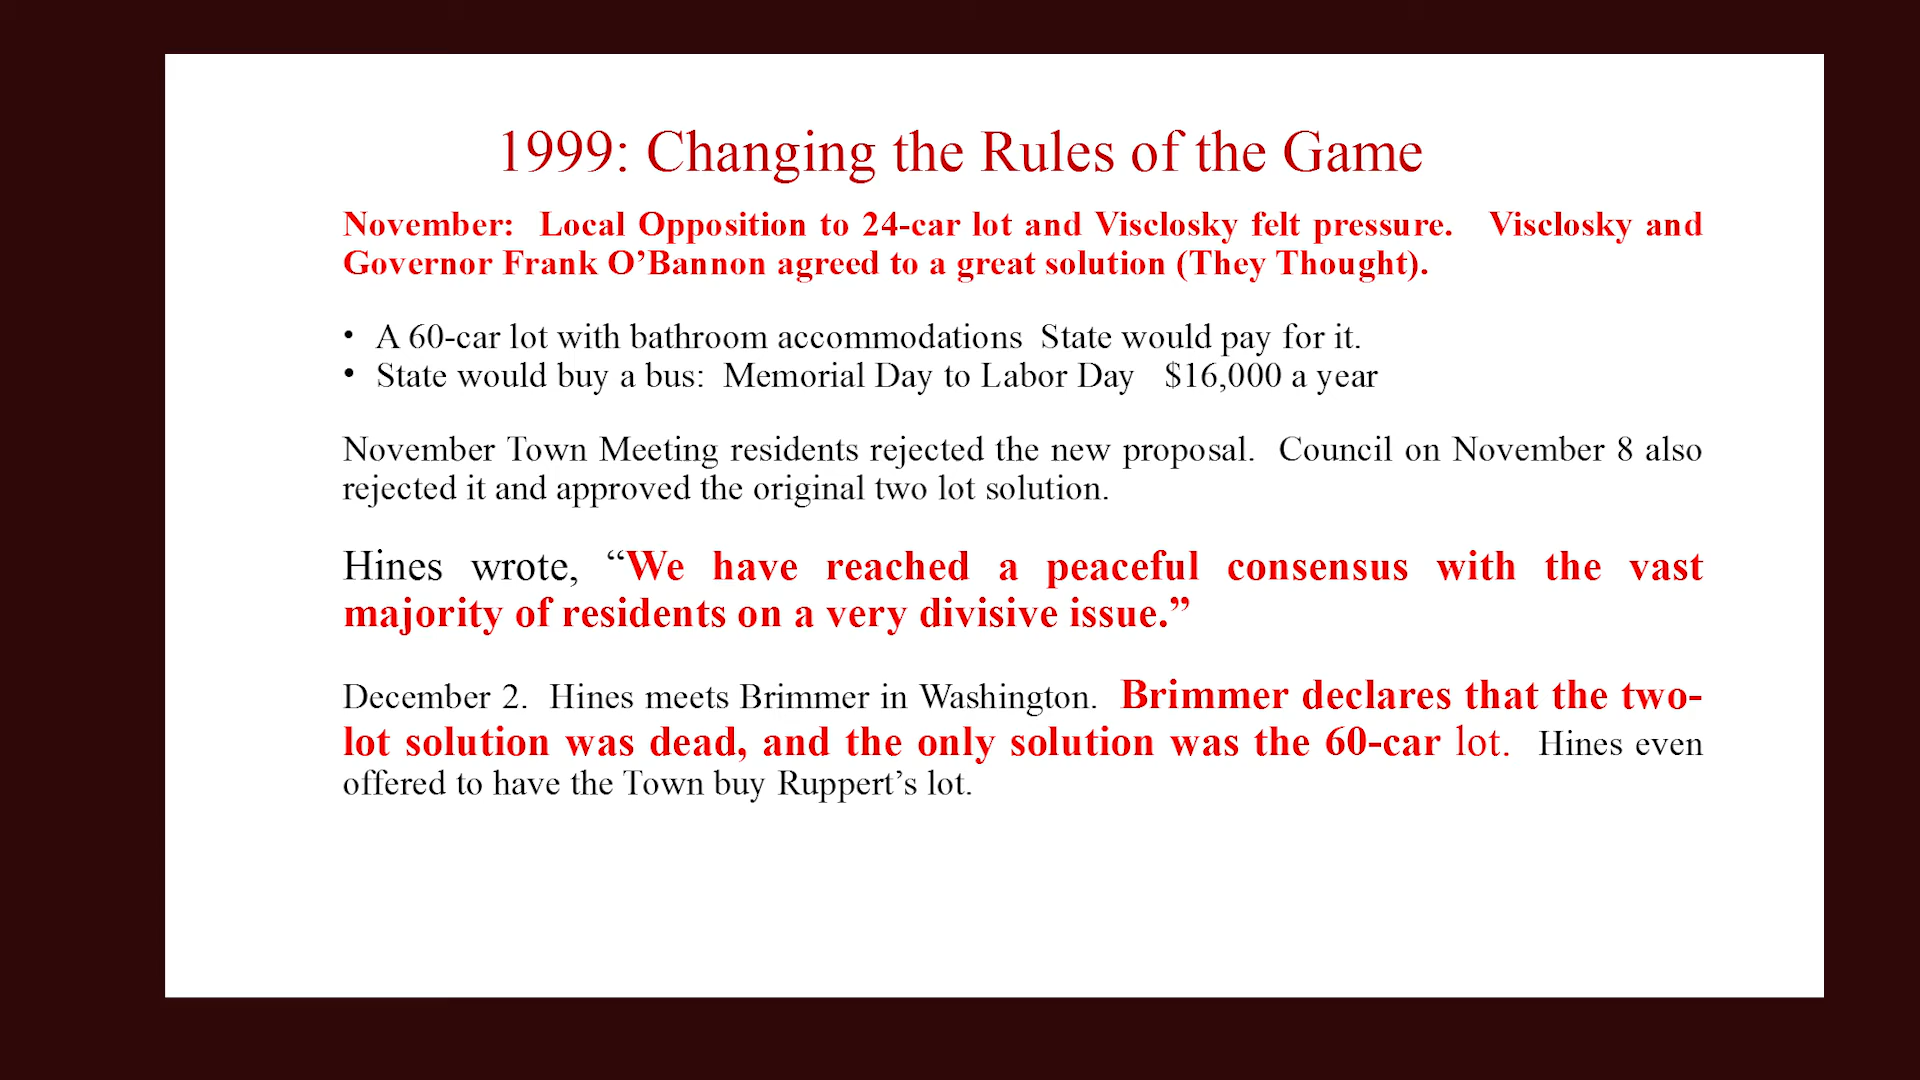 1999: Changing the Rules of the Game
November: Local Opposition to 24-car lot and Visclosky felt pressure. Visclosky and
Governor Frank O’Bannon agreed to a great solution (They Thought).
• A 60-car lot with bathroom accommodations State would pay for it.
• State would buy a bus: Memorial Day to Labor Day $16,000 a year
November Town Meeting residents rejected the new proposal. Council on November 8 also
rejected it and approved the original two lot solution.
Hines wrote, “We have reached a peaceful consensus with the vast
majority of residents on a very divisive issue.”
December 2. Hines meets Brimmer in Washington. Brimmer declares that the two-
lot solution was dead, and the only solution was the 60-car lot. Hines even
offered to have the Town buy Ruppert’s lot.